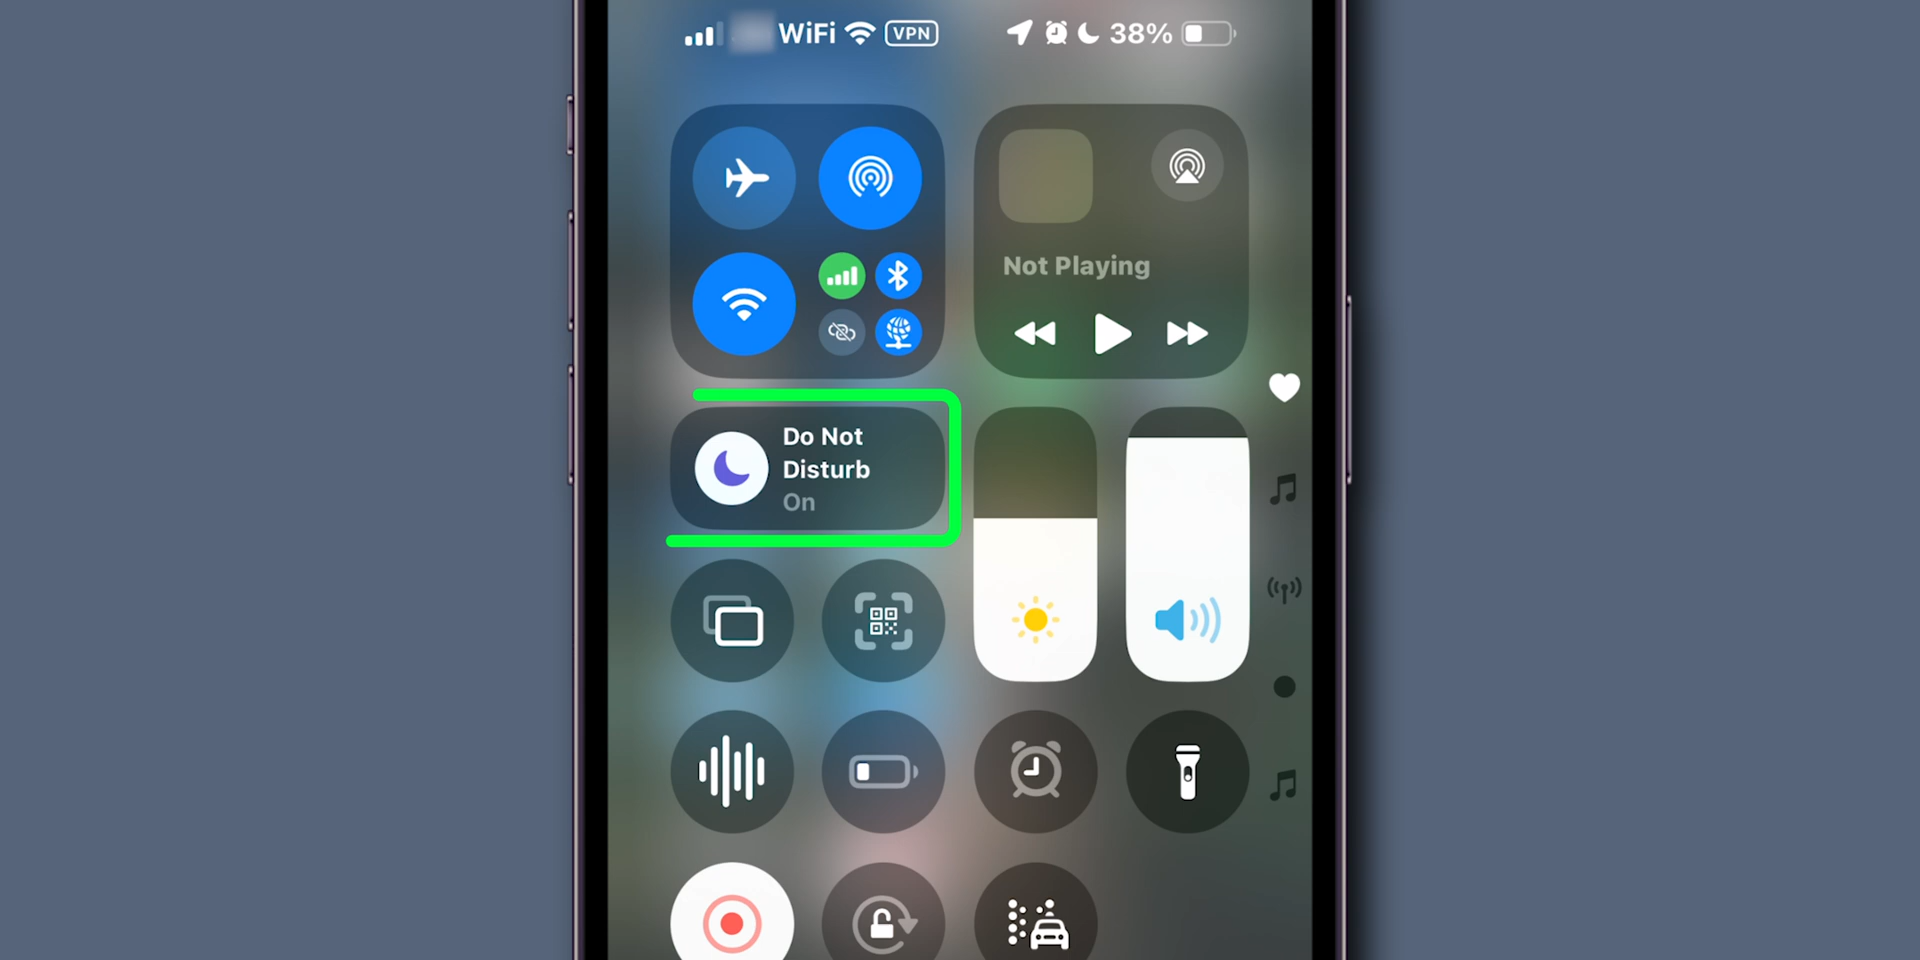 WiFi VPN 38%
Not Playing
Do Not
Disturb
On